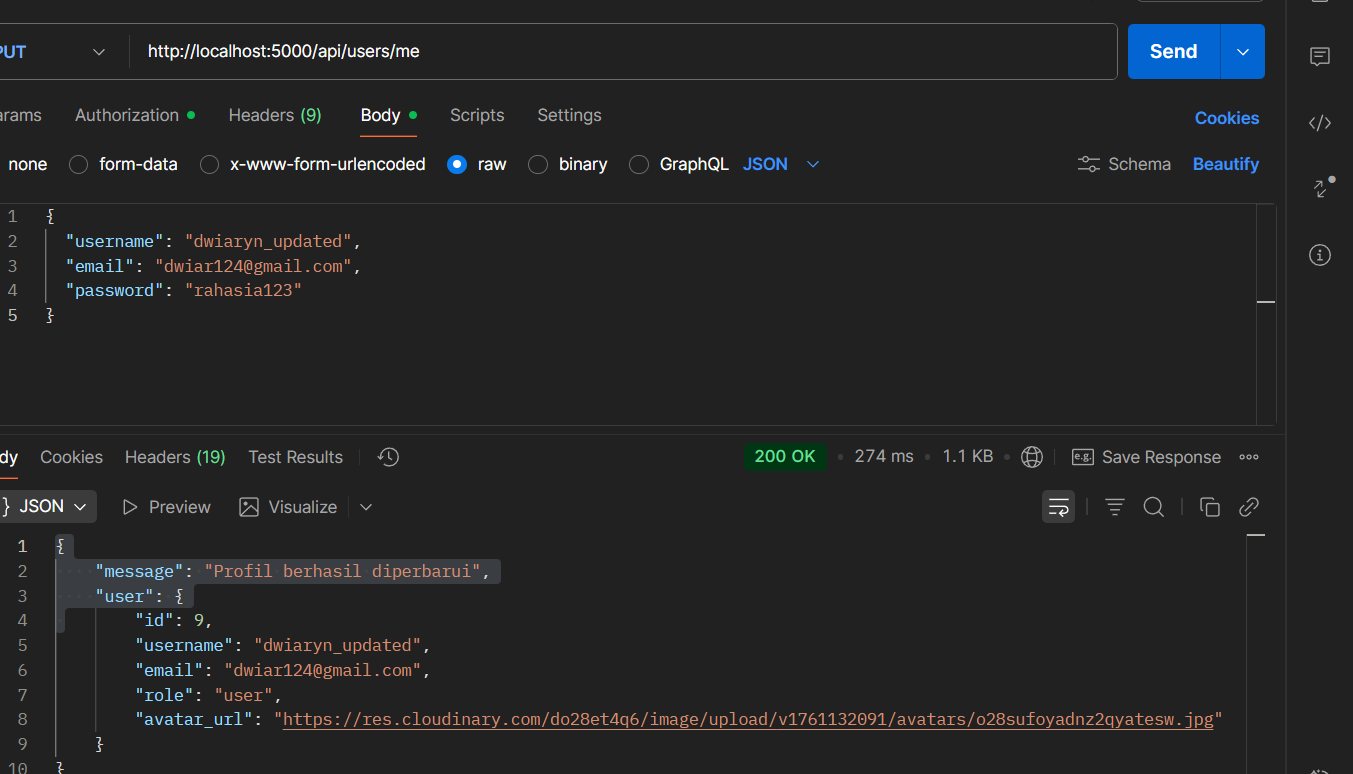 PUT http://localhost:5000/api/users/me Send
arams Authorization Headers (9) Body Scripts Settings Cookies
none form-data x-www-form-urlencoded raw binary GraphQL JSON Schema Beautify
1 {
2 "username": "dwiaryn_updated",
3 "email": "dwiar124@gmail.com",
4 "password": "rahasia123"
5 }
dy Cookies Headers (19) Test Results 200 OK 274 ms 1.1 KB e.g. Save Response
} JSON Preview Visualize
1 {
2 "message": "Profil berhasil diperbarui",
3 "user": {
4 "id": 9,
5 "username": "dwiaryn_updated",
6 "email": "dwiar124@gmail.com",
7 "role": "user",
8 "avatar_url": "https://res.cloudinary.com/do28et4q6/image/upload/v1761132091/avatars/o28sufoyadnz2qyatesw.jpg"
9 }
10 }